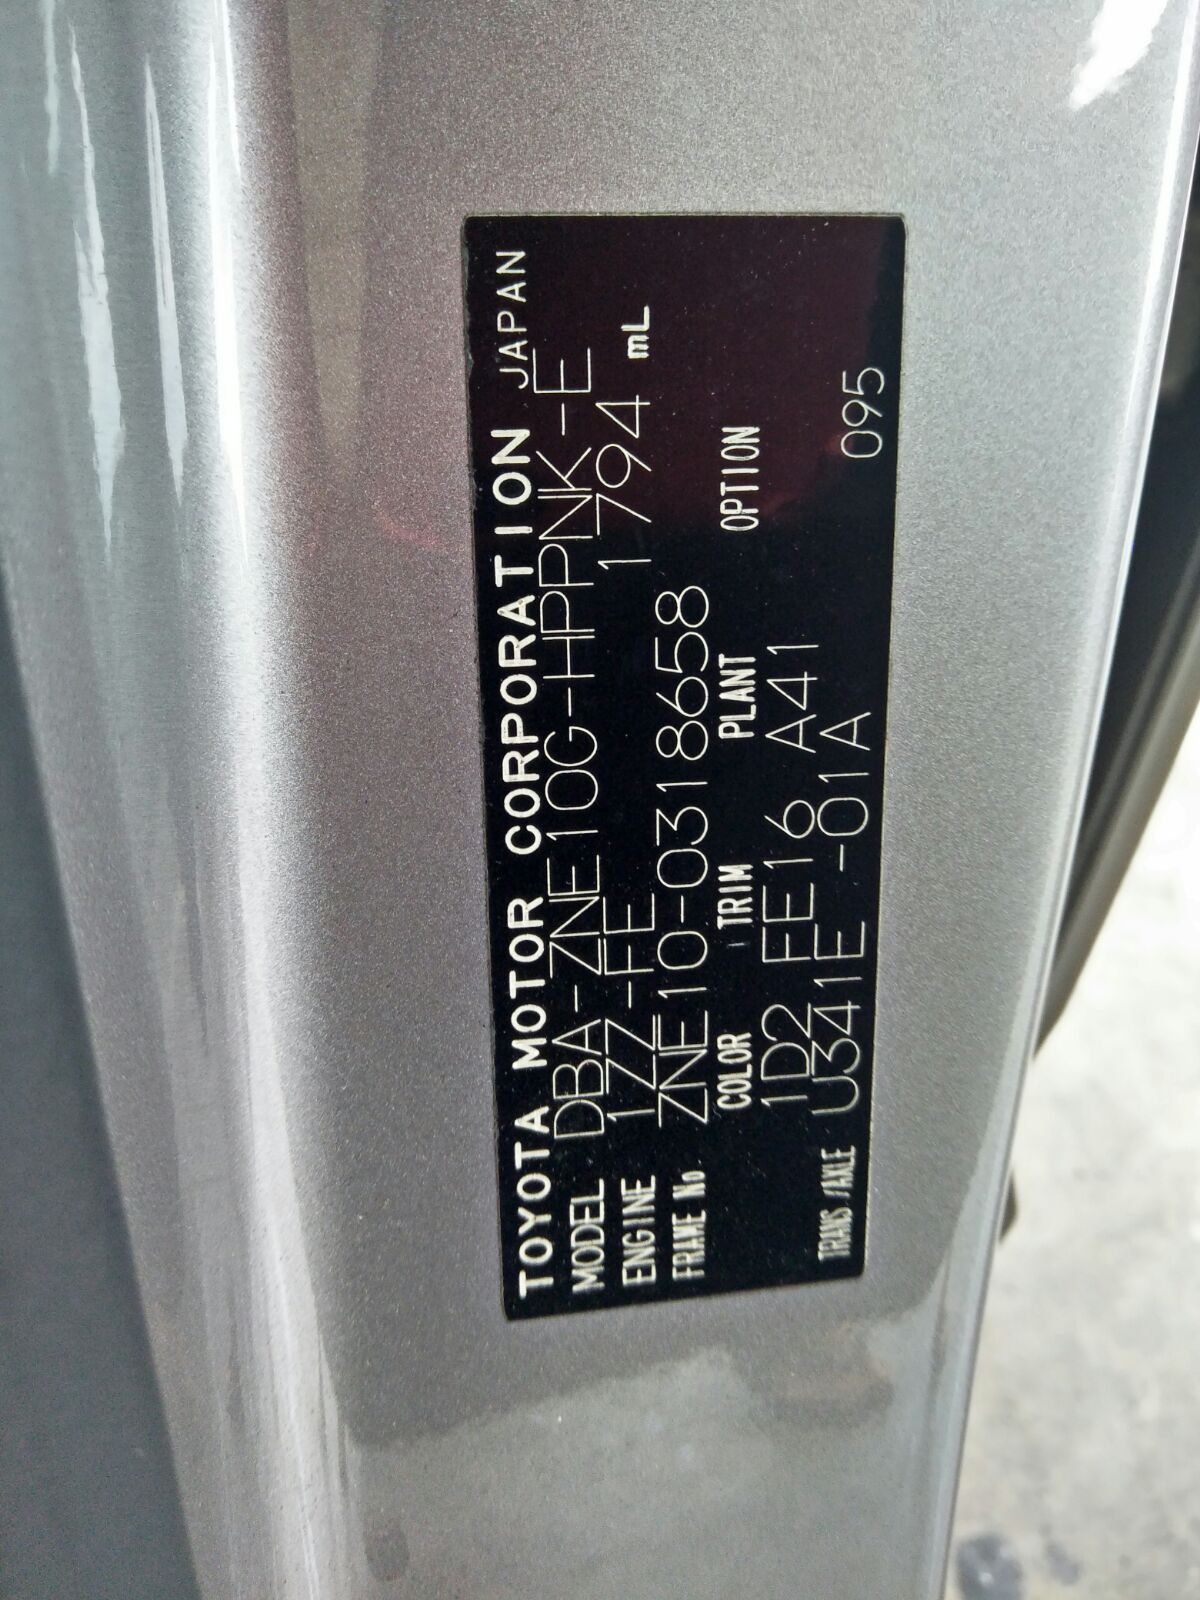 TOYOTA MOTOR CORPORATION JAPAN
MODEL DBA-ZNE10G-HPPNK-E
ENGINE 1ZZ-FE 1794 mL
FRAME No. ZNE10-0318658
COLOR TRIM PLANT OPTION
1D2 FE16 A41
TRANS/AXLE U341E-01A 095